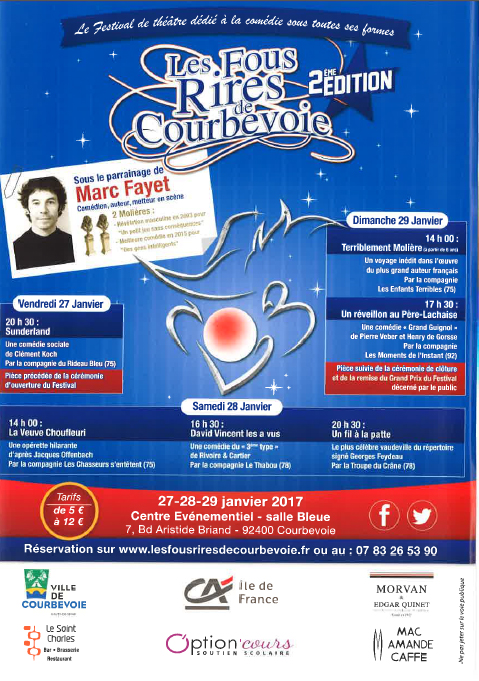 Le Festival de théâtre dédié à la comédie sous toutes ses formes
Les Fous
Rires
de
Courbevoie
2ÈME ÉDITION
Sous le parrainage de
Marc Fayet
Comédien, auteur, metteur en scène
2 Molières :
- Révélation masculine en 2003 pour
"Un petit jeu sans conséquences"
- Meilleure comédie en 2015 pour
"Des gens intelligents"
Vendredi 27 Janvier
20 h 30 :
Sunderland
Une comédie sociale
de Clément Koch
Par la compagnie du Rideau Bleu (75)
Pièce précédée de la cérémonie
d'ouverture du Festival
Dimanche 29 Janvier
14 h 00 :
Terriblement Molière (à partir de 6 ans)
Un voyage inédit dans l'œuvre
du plus grand auteur français
Par la compagnie
Les Enfants Terribles (75)
17 h 30 :
Un réveillon au Père-Lachaise
Une comédie « Grand Guignol »
de Pierre Veber et Henry de Gorsse
Par la compagnie
Les Moments de l'Instant (92)
Pièce suivie de la cérémonie de clôture
et de la remise du Grand Prix du Festival
décerné par le public
Samedi 28 Janvier
14 h 00 :
La Veuve Choufleuri
Une opérette hilarante
d'après Jacques Offenbach
Par la compagnie Les Chasseurs s'entêtent (75)
16 h 30 :
David Vincent les a vus
Une comédie du « 3ème type »
de Rivoire & Cartier
Par la compagnie Le Thabou (78)
20 h 30 :
Un fil à la patte
Le plus célèbre vaudeville du répertoire
signé Georges Feydeau
Par la Troupe du Crâne (78)
Tarifs
de 5 €
à 12 €
27-28-29 janvier 2017
Centre Evénementiel - salle Bleue
7, Bd Aristide Briand - 92400 Courbevoie
Réservation sur www.lesfousriresdecourbevoie.fr ou au : 07 83 26 53 90
VILLE
DE
COURBEVOIE
CA
Ile de
France
MORVAN
&
EDGAR QUINET
Le Saint
Charles
Bar • Brasserie
Restaurant
Option'cours
SOUTIEN SCOLAIRE
MAC
AMANDE
CAFFE
Ne pas jeter sur la voie publique